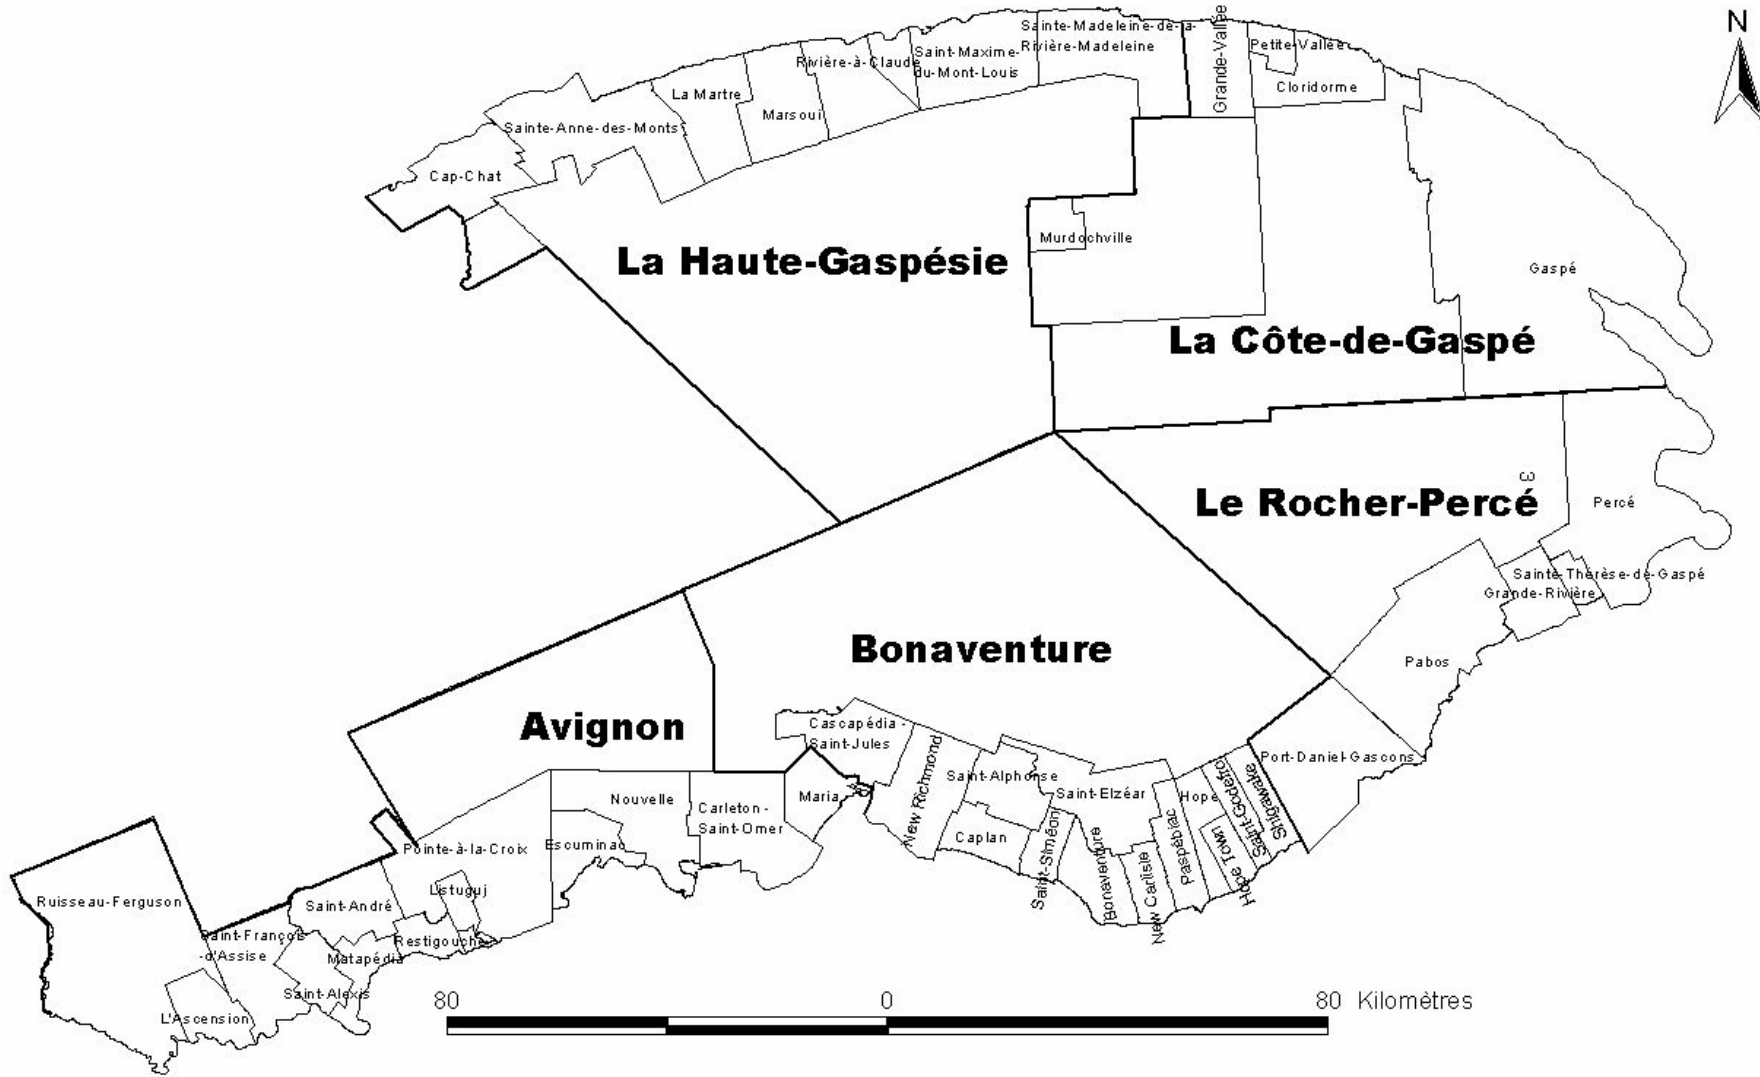 N
Sainte-Madeleine-de-la-
Rivière-Madeleine
Grande-Vallée
Petite-Vallée
Cloridorme
Saint-Maxime-
du-Mont-Louis
Rivière-à-Claude
La Martre
Marsoui
Sainte-Anne-des-Monts
Cap-Chat
Murdochville
La Haute-Gaspésie
Gaspé
La Côte-de-Gaspé
3
Le Rocher-Percé
Percé
Sainte-Thérèse-de-Gaspé
Grande-Rivière
Pabos
Port-Daniel-Gascons
Bonaventure
Avignon
Cascapédia -
Saint-Jules
New Richmond
Saint-Alphonse
Caplan
Saint-Elzéar
Saint-Siméon
Bonaventure
New Carlisle
Paspébiac
Hope
Hope Town
Saint-Godefroi
Shigawake
Nouvelle
Carleton -
Saint-Omer
Maria
Escuminac
Pointe-à-la-Croix
Listuguj
Restigouche
Ruisseau-Ferguson
Saint-André
Saint-François
-d'Assise
Matapédia
Saint-Alexis
L'Ascension
80 0 80 Kilomètres